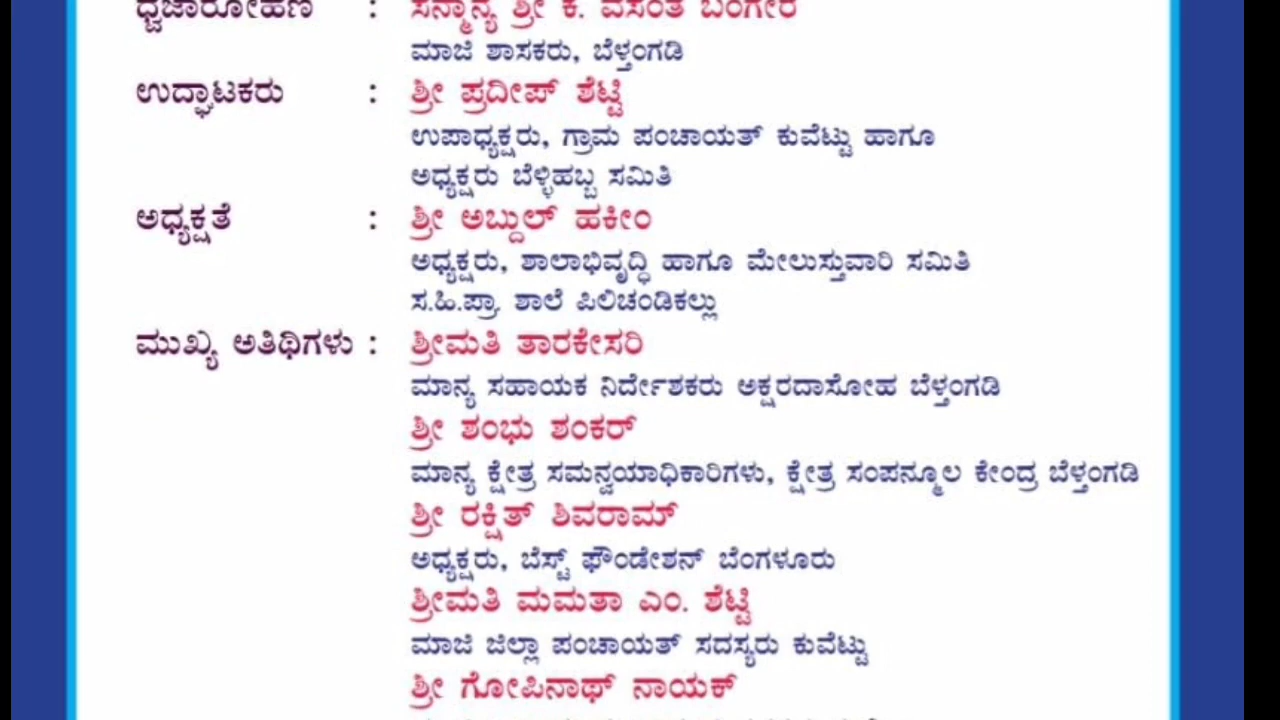 ಧ್ವಜಾರೋಹಣ : ಸನ್ಮಾನ್ಯ ಶ್ರೀ ಕೆ. ವಸಂತ ಬಂಗೇರ
ಮಾಜಿ ಶಾಸಕರು, ಬೆಳ್ತಂಗಡಿ
ಉದ್ಘಾಟಕರು : ಶ್ರೀ ಪ್ರದೀಪ್ ಶೆಟ್ಟಿ
ಉಪಾಧ್ಯಕ್ಷರು, ಗ್ರಾಮ ಪಂಚಾಯತ್ ಕುವೆಟ್ಟು ಹಾಗೂ
ಅಧ್ಯಕ್ಷರು ಬೆಳ್ಳಿಹಬ್ಬ ಸಮಿತಿ
ಅಧ್ಯಕ್ಷತೆ : ಶ್ರೀ ಅಬ್ದುಲ್ ಹಕೀಂ
ಅಧ್ಯಕ್ಷರು, ಶಾಲಾಭಿವೃದ್ಧಿ ಹಾಗೂ ಮೇಲುಸ್ತುವಾರಿ ಸಮಿತಿ
ಸ.ಹಿ.ಪ್ರಾ. ಶಾಲೆ ಪಿಲಿಚಂಡಿಕಲ್ಲು
ಮುಖ್ಯ ಅತಿಥಿಗಳು : ಶ್ರೀಮತಿ ತಾರಕೇಸರಿ
ಮಾನ್ಯ ಸಹಾಯಕ ನಿರ್ದೇಶಕರು ಅಕ್ಷರದಾಸೋಹ ಬೆಳ್ತಂಗಡಿ
ಶ್ರೀ ಶಂಭು ಶಂಕರ್
ಮಾನ್ಯ ಕ್ಷೇತ್ರ ಸಮನ್ವಯಾಧಿಕಾರಿಗಳು, ಕ್ಷೇತ್ರ ಸಂಪನ್ಮೂಲ ಕೇಂದ್ರ ಬೆಳ್ತಂಗಡಿ
ಶ್ರೀ ರಕ್ಷಿತ್ ಶಿವರಾಮ್
ಅಧ್ಯಕ್ಷರು, ಬೆಸ್ಟ್ ಫೌಂಡೇಶನ್ ಬೆಂಗಳೂರು
ಶ್ರೀಮತಿ ಮಮತಾ ಎಂ. ಶೆಟ್ಟಿ
ಮಾಜಿ ಜಿಲ್ಲಾ ಪಂಚಾಯತ್ ಸದಸ್ಯರು ಕುವೆಟ್ಟು
ಶ್ರೀ ಗೋಪಿನಾಥ್ ನಾಯಕ್